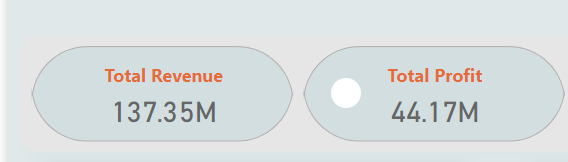 Total Revenue
137.35M
Total Profit
44.17M